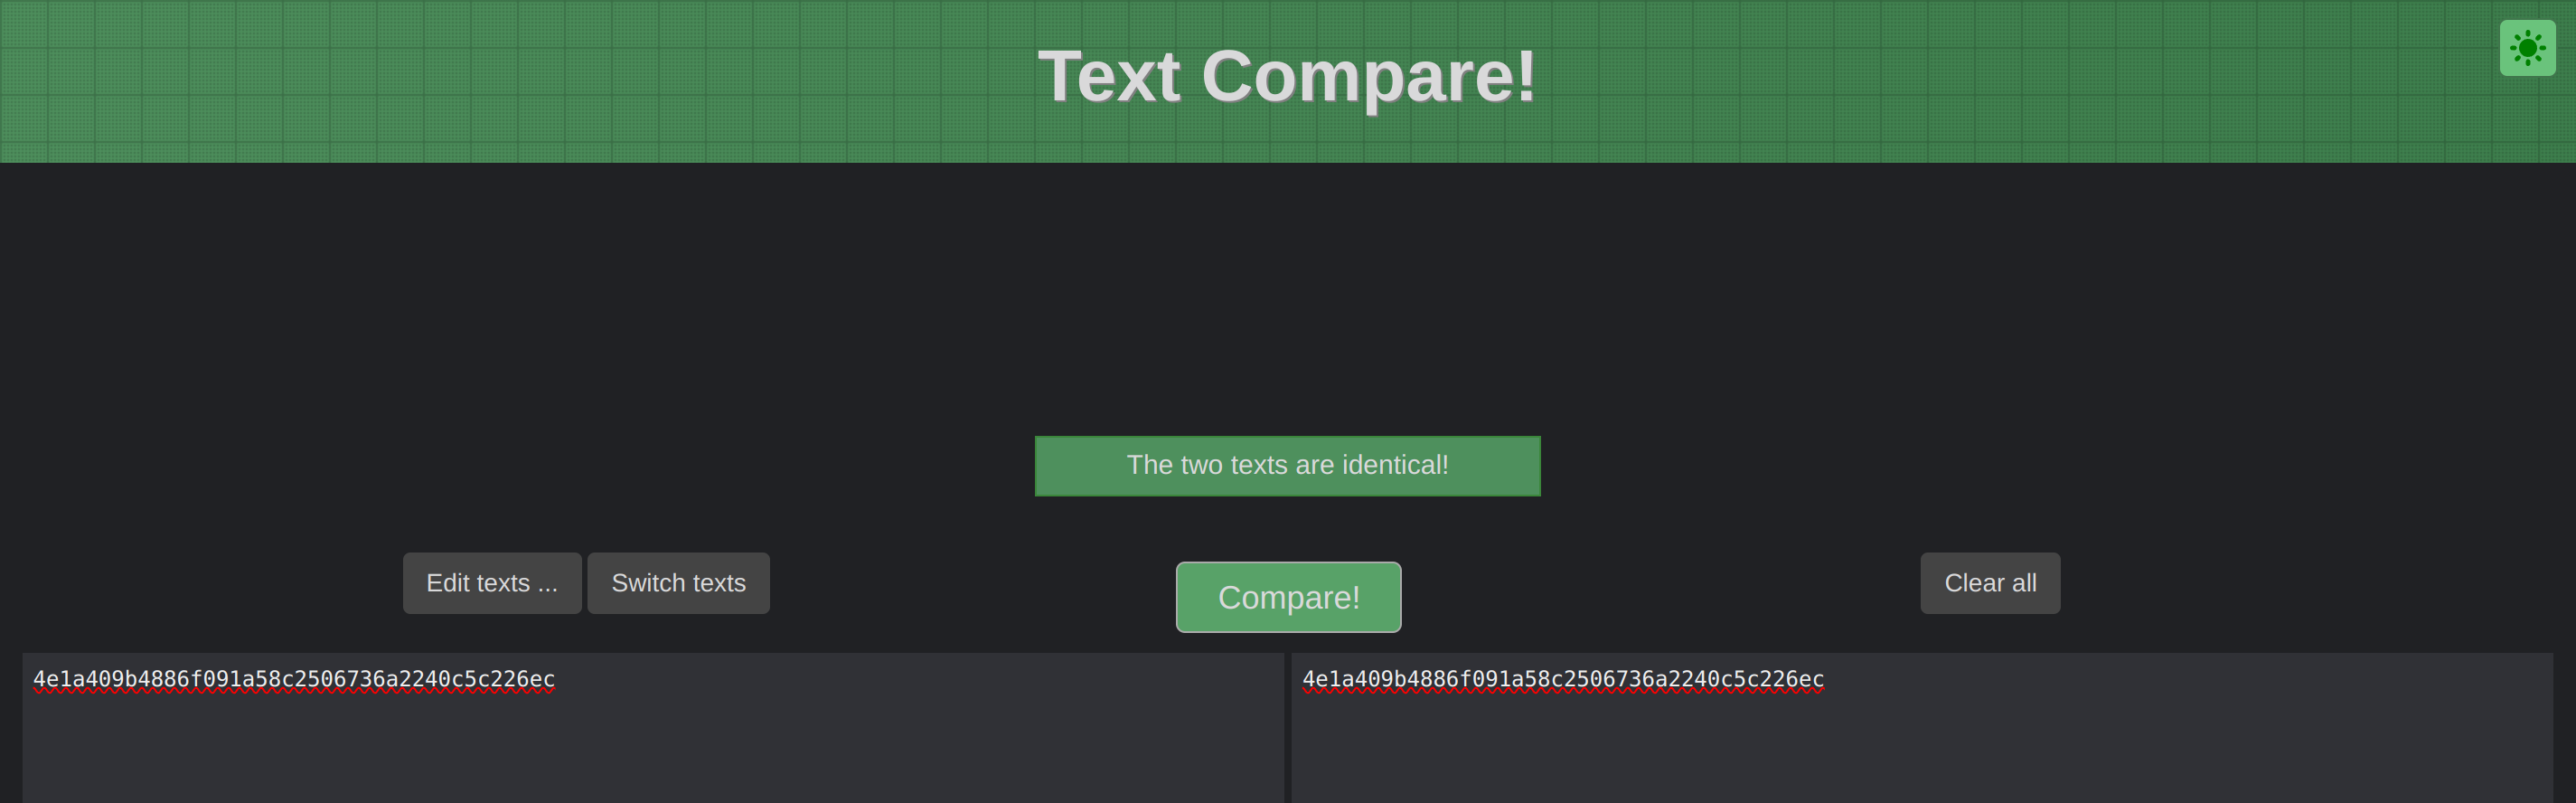 Text Compare!
The two texts are identical!
Edit texts ... Switch texts Compare! Clear all
4e1a409b4886f091a58c2506736a2240c5c226ec 4e1a409b4886f091a58c2506736a2240c5c226ec